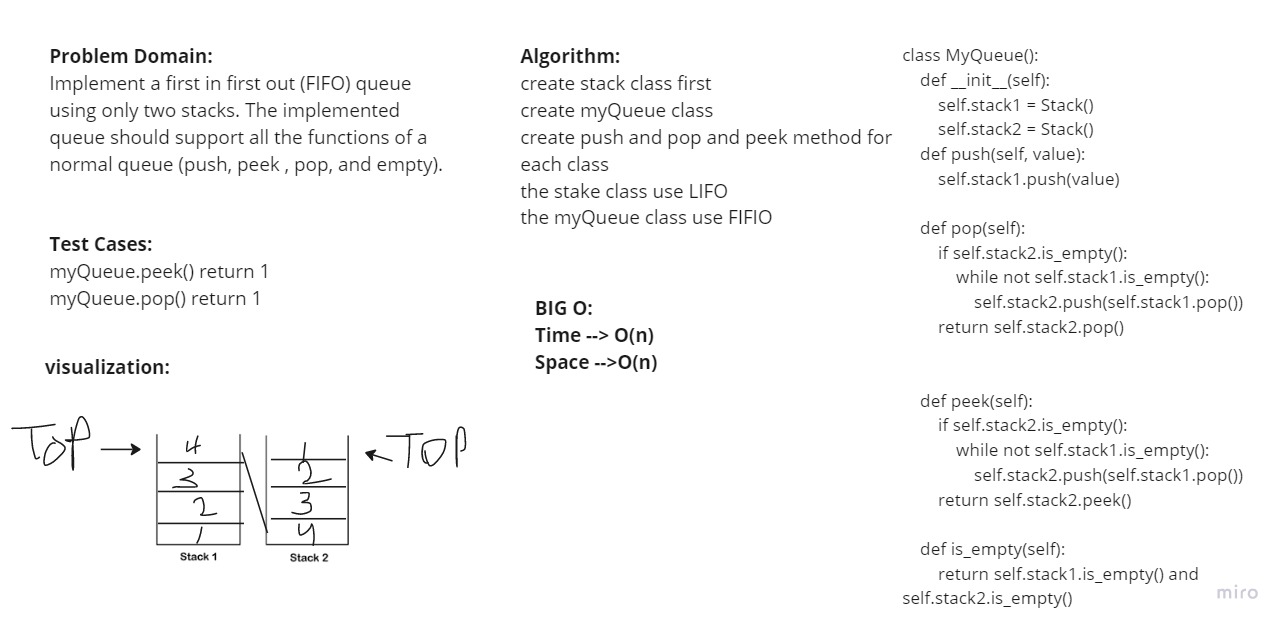 Problem Domain:
Implement a first in first out (FIFO) queue
using only two stacks. The implemented
queue should support all the functions of a
normal queue (push, peek , pop, and empty).
Test Cases:
myQueue.peek() return 1
myQueue.pop() return 1
visualization:
TOP
4
3
2
1
Stack 1
1
2
3
4
Stack 2
TOP
Algorithm:
create stack class first
create myQueue class
create push and pop and peek method for
each class
the stake class use LIFO
the myQueue class use FIFIO
BIG O:
Time --> O(n)
Space -->O(n)
class MyQueue():
def __init__(self):
self.stack1 = Stack()
self.stack2 = Stack()
def push(self, value):
self.stack1.push(value)
def pop(self):
if self.stack2.is_empty():
while not self.stack1.is_empty():
self.stack2.push(self.stack1.pop())
return self.stack2.pop()
def peek(self):
if self.stack2.is_empty():
while not self.stack1.is_empty():
self.stack2.push(self.stack1.pop())
return self.stack2.peek()
def is_empty(self):
return self.stack1.is_empty() and
self.stack2.is_empty()
miro